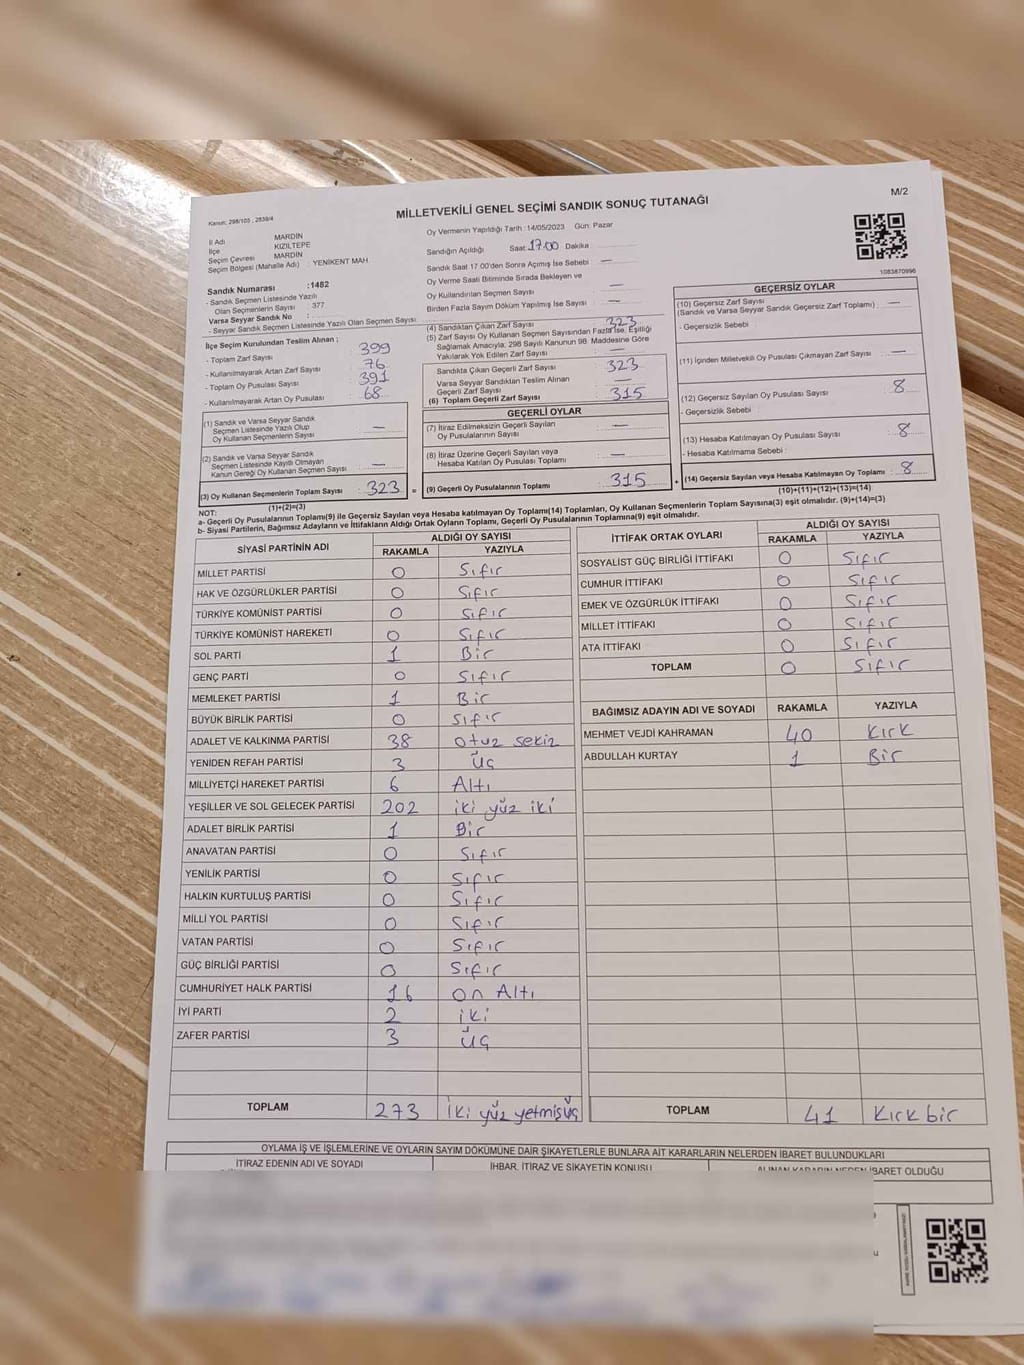 M/2
Kanun: 298/105 , 2839/4
MİLLETVEKİLİ GENEL SEÇİMİ SANDIK SONUÇ TUTANAĞI
İl Adı MARDİN
İlçe KIZILTEPE
Seçim Çevresi MARDİN
Seçim Bölgesi (Mahalle Adı) : YENİKENT MAH
Sandık Numarası :1482
- Sandık Seçmen Listesinde Yazılı
Olan Seçmenlerin Sayısı : 377
Varsa Seyyar Sandık No :
- Seyyar Sandık Seçmen Listesinde Yazılı Olan Seçmen Sayısı
Oy Vermenin Yapıldığı Tarih :14/05/2023 Gün: Pazar
Sandığın Açıldığı Saat 17.00 Dakika
Sandık Saat 17.00'den Sonra Açımış İse Sebebi —
Oy Verme Saati Bitiminde Sırada Bekleyen ve
Oy Kullandırılan Seçmen Sayısı —
Birden Fazla Sayım Döküm Yapılmış İse Sayısı —
1083870996
İlçe Seçim Kurulundan Teslim Alınan ;
- Toplam Zarf Sayısı 399
- Kullanılmayarak Artan Zarf Sayısı 76
- Toplam Oy Pusulası Sayısı 391
- Kullanılmayarak Artan Oy Pusulası 68
(4) Sandıktan Çıkan Zarf Sayısı 323
(5) Zarf Sayısı Oy Kullanan Seçmen Sayısından Fazla İse, Eşitliği
Sağlamak Amacıyla; 298 Sayılı Kanunun 98. Maddesine Göre
Yakılarak Yok Edilen Zarf Sayısı —
Sandıkta Çıkan Geçerli Zarf Sayısı 323
Varsa Seyyar Sandıktan Teslim Alınan
Geçerli Zarf Sayısı —
(6) Toplam Geçerli Zarf Sayısı 315
GEÇERSİZ OYLAR
(10) Geçersiz Zarf Sayısı
(Sandık ve Varsa Seyyar Sandık Geçersiz Zarf Toplamı) : —
- Geçersizlik Sebebi :
(11) İçinden Milletvekili Oy Pusulası Çıkmayan Zarf Sayısı —
(12) Geçersiz Sayılan Oy Pusulası Sayısı 8
- Geçersizlik Sebebi :
(13) Hesaba Katılmayan Oy Pusulası Sayısı 8
- Hesaba Katılmama Sebebi :
(14) Geçersiz Sayılan veya Hesaba Katılmayan Oy Toplamı : 8
(10)+(11)+(12)+(13)=(14)
(1) Sandık ve Varsa Seyyar Sandık
Seçmen Listesinde Yazılı Olup
Oy Kullanan Seçmenlerin Sayısı —
(2) Sandık ve Varsa Seyyar Sandık
Seçmen Listesinde Kayıtlı Olmayan
Kanun Gereği Oy Kullanan Seçmen Sayısı —
(3) Oy Kullanan Seçmenlerin Toplam Sayısı 323 =
(1)+(2)=(3)
GEÇERLİ OYLAR
(7) İtiraz Edilmeksizin Geçerli Sayılan
Oy Pusulalarının Sayısı —
(8) İtiraz Üzerine Geçerli Sayılan veya
Hesaba Katılan Oy Pusulası Toplamı —
(9) Geçerli Oy Pusulalarının Toplamı 315 +
NOT:
a- Geçerli Oy Pusulalarının Toplamı(9) ile Geçersiz Sayılan veya Hesaba katılmayan Oy Toplamı(14) Toplamları, Oy Kullanan Seçmenlerin Toplam Sayısına(3) eşit olmalıdır. (9)+(14)=(3)
b- Siyasi Partilerin, Bağımsız Adayların ve İttifakların Aldığı Ortak Oyların Toplamı, Geçerli Oy Pusulalarının Toplamına(9) eşit olmalıdır.
SİYASİ PARTİNİN ADI ALDIĞI OY SAYISI
RAKAMLA YAZIYLA
MİLLET PARTİSİ 0 Sıfır
HAK VE ÖZGÜRLÜKLER PARTİSİ 0 Sıfır
TÜRKİYE KOMÜNİST PARTİSİ 0 Sıfır
TÜRKİYE KOMÜNİST HAREKETİ 0 Sıfır
SOL PARTİ 1 Bir
GENÇ PARTİ 0 Sıfır
MEMLEKET PARTİSİ 1 Bir
BÜYÜK BİRLİK PARTİSİ 0 Sıfır
ADALET VE KALKINMA PARTİSİ 38 otuz sekiz
YENİDEN REFAH PARTİSİ 3 Üç
MİLLİYETÇİ HAREKET PARTİSİ 6 Altı
YEŞİLLER VE SOL GELECEK PARTİSİ 202 iki yüz iki
ADALET BİRLİK PARTİSİ 1 Bir
ANAVATAN PARTİSİ 0 Sıfır
YENİLİK PARTİSİ 0 Sıfır
HALKIN KURTULUŞ PARTİSİ 0 Sıfır
MİLLİ YOL PARTİSİ 0 Sıfır
VATAN PARTİSİ 0 Sıfır
GÜÇ BİRLİĞİ PARTİSİ 0 Sıfır
CUMHURİYET HALK PARTİSİ 16 on Altı
İYİ PARTİ 2 iki
ZAFER PARTİSİ 3 üç
TOPLAM 273 iki yüz yetmiş üç
İTTİFAK ORTAK OYLARI ALDIĞI OY SAYISI
RAKAMLA YAZIYLA
SOSYALİST GÜÇ BİRLİĞİ İTTİFAKI 0 Sıfır
CUMHUR İTTİFAKI 0 Sıfır
EMEK VE ÖZGÜRLÜK İTTİFAKI 0 Sıfır
MİLLET İTTİFAKI 0 Sıfır
ATA İTTİFAKI 0 Sıfır
TOPLAM 0 Sıfır
BAĞIMSIZ ADAYIN ADI VE SOYADI RAKAMLA YAZIYLA
MEHMET VEJDİ KAHRAMAN 40 Kırk
ABDULLAH KURTAY 1 Bir
TOPLAM 41 Kırk bir
OYLAMA İŞ VE İŞLEMLERİNE VE OYLARIN SAYIM DÖKÜMÜNE DAİR ŞİKAYETLERLE BUNLARA AİT KARARLARIN NELERDEN İBARET BULUNDUKLARI
İTİRAZ EDENİN ADI VE SOYADI İHBAR, İTİRAZ VE ŞİKAYETİN KONUSU ALINAN KARARIN NEDEN İBARET OLDUĞU